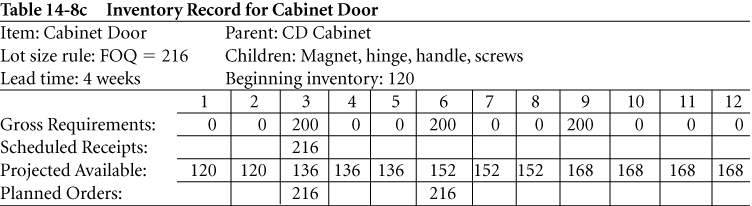 Table 14-8c Inventory Record for Cabinet Door
Item: Cabinet Door Parent: CD Cabinet
Lot size rule: FOQ = 216 Children: Magnet, hinge, handle, screws
Lead time: 4 weeks Beginning inventory: 120
1 2 3 4 5 6 7 8 9 10 11 12
Gross Requirements: 0 0 200 0 0 200 0 0 200 0 0 0
Scheduled Receipts: 216
Projected Available: 120 120 136 136 136 152 152 152 168 168 168 168
Planned Orders: 216 216